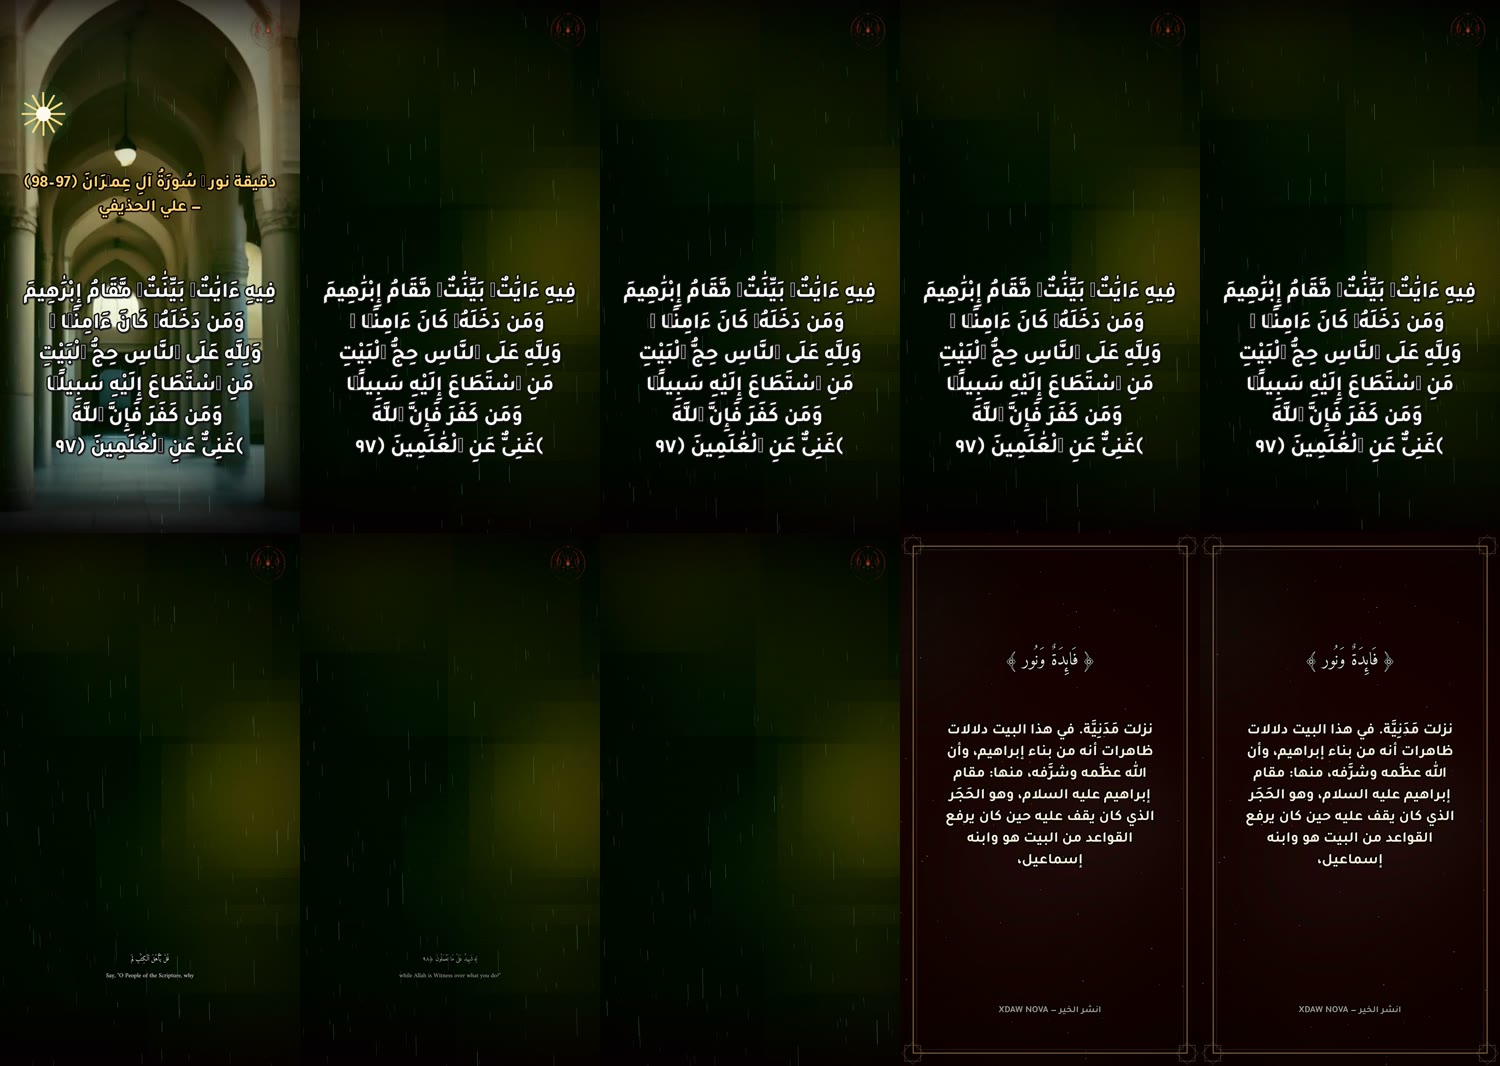 دقيقة نور سُورَةُ آلِ عِمۡرَانَ (97-98)
– علي الحذيفي
فِيهِ ءَايَٰتٌۢ بَيِّنَٰتٞ مَّقَامُ إِبۡرَٰهِيمَ
وَمَن دَخَلَهُۥ كَانَ ءَامِنٗا ۗ
وَلِلَّهِ عَلَى ٱلنَّاسِ حِجُّ ٱلۡبَيۡتِ
مَنِ ٱسۡتَطَاعَ إِلَيۡهِ سَبِيلٗا
وَمَن كَفَرَ فَإِنَّ ٱللَّهَ
غَنِيٌّ عَنِ ٱلۡعَٰلَمِينَ (٩٧)
فِيهِ ءَايَٰتٌۢ بَيِّنَٰتٞ مَّقَامُ إِبۡرَٰهِيمَ
وَمَن دَخَلَهُۥ كَانَ ءَامِنٗا ۗ
وَلِلَّهِ عَلَى ٱلنَّاسِ حِجُّ ٱلۡبَيۡتِ
مَنِ ٱسۡتَطَاعَ إِلَيۡهِ سَبِيلٗا
وَمَن كَفَرَ فَإِنَّ ٱللَّهَ
غَنِيٌّ عَنِ ٱلۡعَٰلَمِينَ (٩٧)
فِيهِ ءَايَٰتٌۢ بَيِّنَٰتٞ مَّقَامُ إِبۡرَٰهِيمَ
وَمَن دَخَلَهُۥ كَانَ ءَامِنٗا ۗ
وَلِلَّهِ عَلَى ٱلنَّاسِ حِجُّ ٱلۡبَيۡتِ
مَنِ ٱسۡتَطَاعَ إِلَيۡهِ سَبِيلٗا
وَمَن كَفَرَ فَإِنَّ ٱللَّهَ
غَنِيٌّ عَنِ ٱلۡعَٰلَمِينَ (٩٧)
فِيهِ ءَايَٰتٌۢ بَيِّنَٰتٞ مَّقَامُ إِبۡرَٰهِيمَ
وَمَن دَخَلَهُۥ كَانَ ءَامِنٗا ۗ
وَلِلَّهِ عَلَى ٱلنَّاسِ حِجُّ ٱلۡبَيۡتِ
مَنِ ٱسۡتَطَاعَ إِلَيۡهِ سَبِيلٗا
وَمَن كَفَرَ فَإِنَّ ٱللَّهَ
غَنِيٌّ عَنِ ٱلۡعَٰلَمِينَ (٩٧)
فِيهِ ءَايَٰتٌۢ بَيِّنَٰتٞ مَّقَامُ إِبۡرَٰهِيمَ
وَمَن دَخَلَهُۥ كَانَ ءَامِنٗا ۗ
وَلِلَّهِ عَلَى ٱلنَّاسِ حِجُّ ٱلۡبَيۡتِ
مَنِ ٱسۡتَطَاعَ إِلَيۡهِ سَبِيلٗا
وَمَن كَفَرَ فَإِنَّ ٱللَّهَ
غَنِيٌّ عَنِ ٱلۡعَٰلَمِينَ (٩٧)
قُلۡ يَٰٓأَهۡلَ ٱلۡكِتَٰبِ لِمَ
Say, "O People of the Scripture, why
شَهِيدٌ عَلَىٰ مَا تَعۡمَلُونَ ﴿٩٨﴾
while Allah is Witness over what you do?"
﴿ فَائِدَةٌ وَنُور ﴾
نزلت مَدَنِيَّة. في هذا البيت دلالات
ظاهرات أنه من بناء إبراهيم، وأن
الله عظَّمه وشرَّفه، منها: مقام
إبراهيم عليه السلام، وهو الحَجَر
الذي كان يقف عليه حين كان يرفع
القواعد من البيت هو وابنه
إسماعيل،
انشر الخير – XDAW NOVA
﴿ فَائِدَةٌ وَنُور ﴾
نزلت مَدَنِيَّة. في هذا البيت دلالات
ظاهرات أنه من بناء إبراهيم، وأن
الله عظَّمه وشرَّفه، منها: مقام
إبراهيم عليه السلام، وهو الحَجَر
الذي كان يقف عليه حين كان يرفع
القواعد من البيت هو وابنه
إسماعيل،
انشر الخير – XDAW NOVA